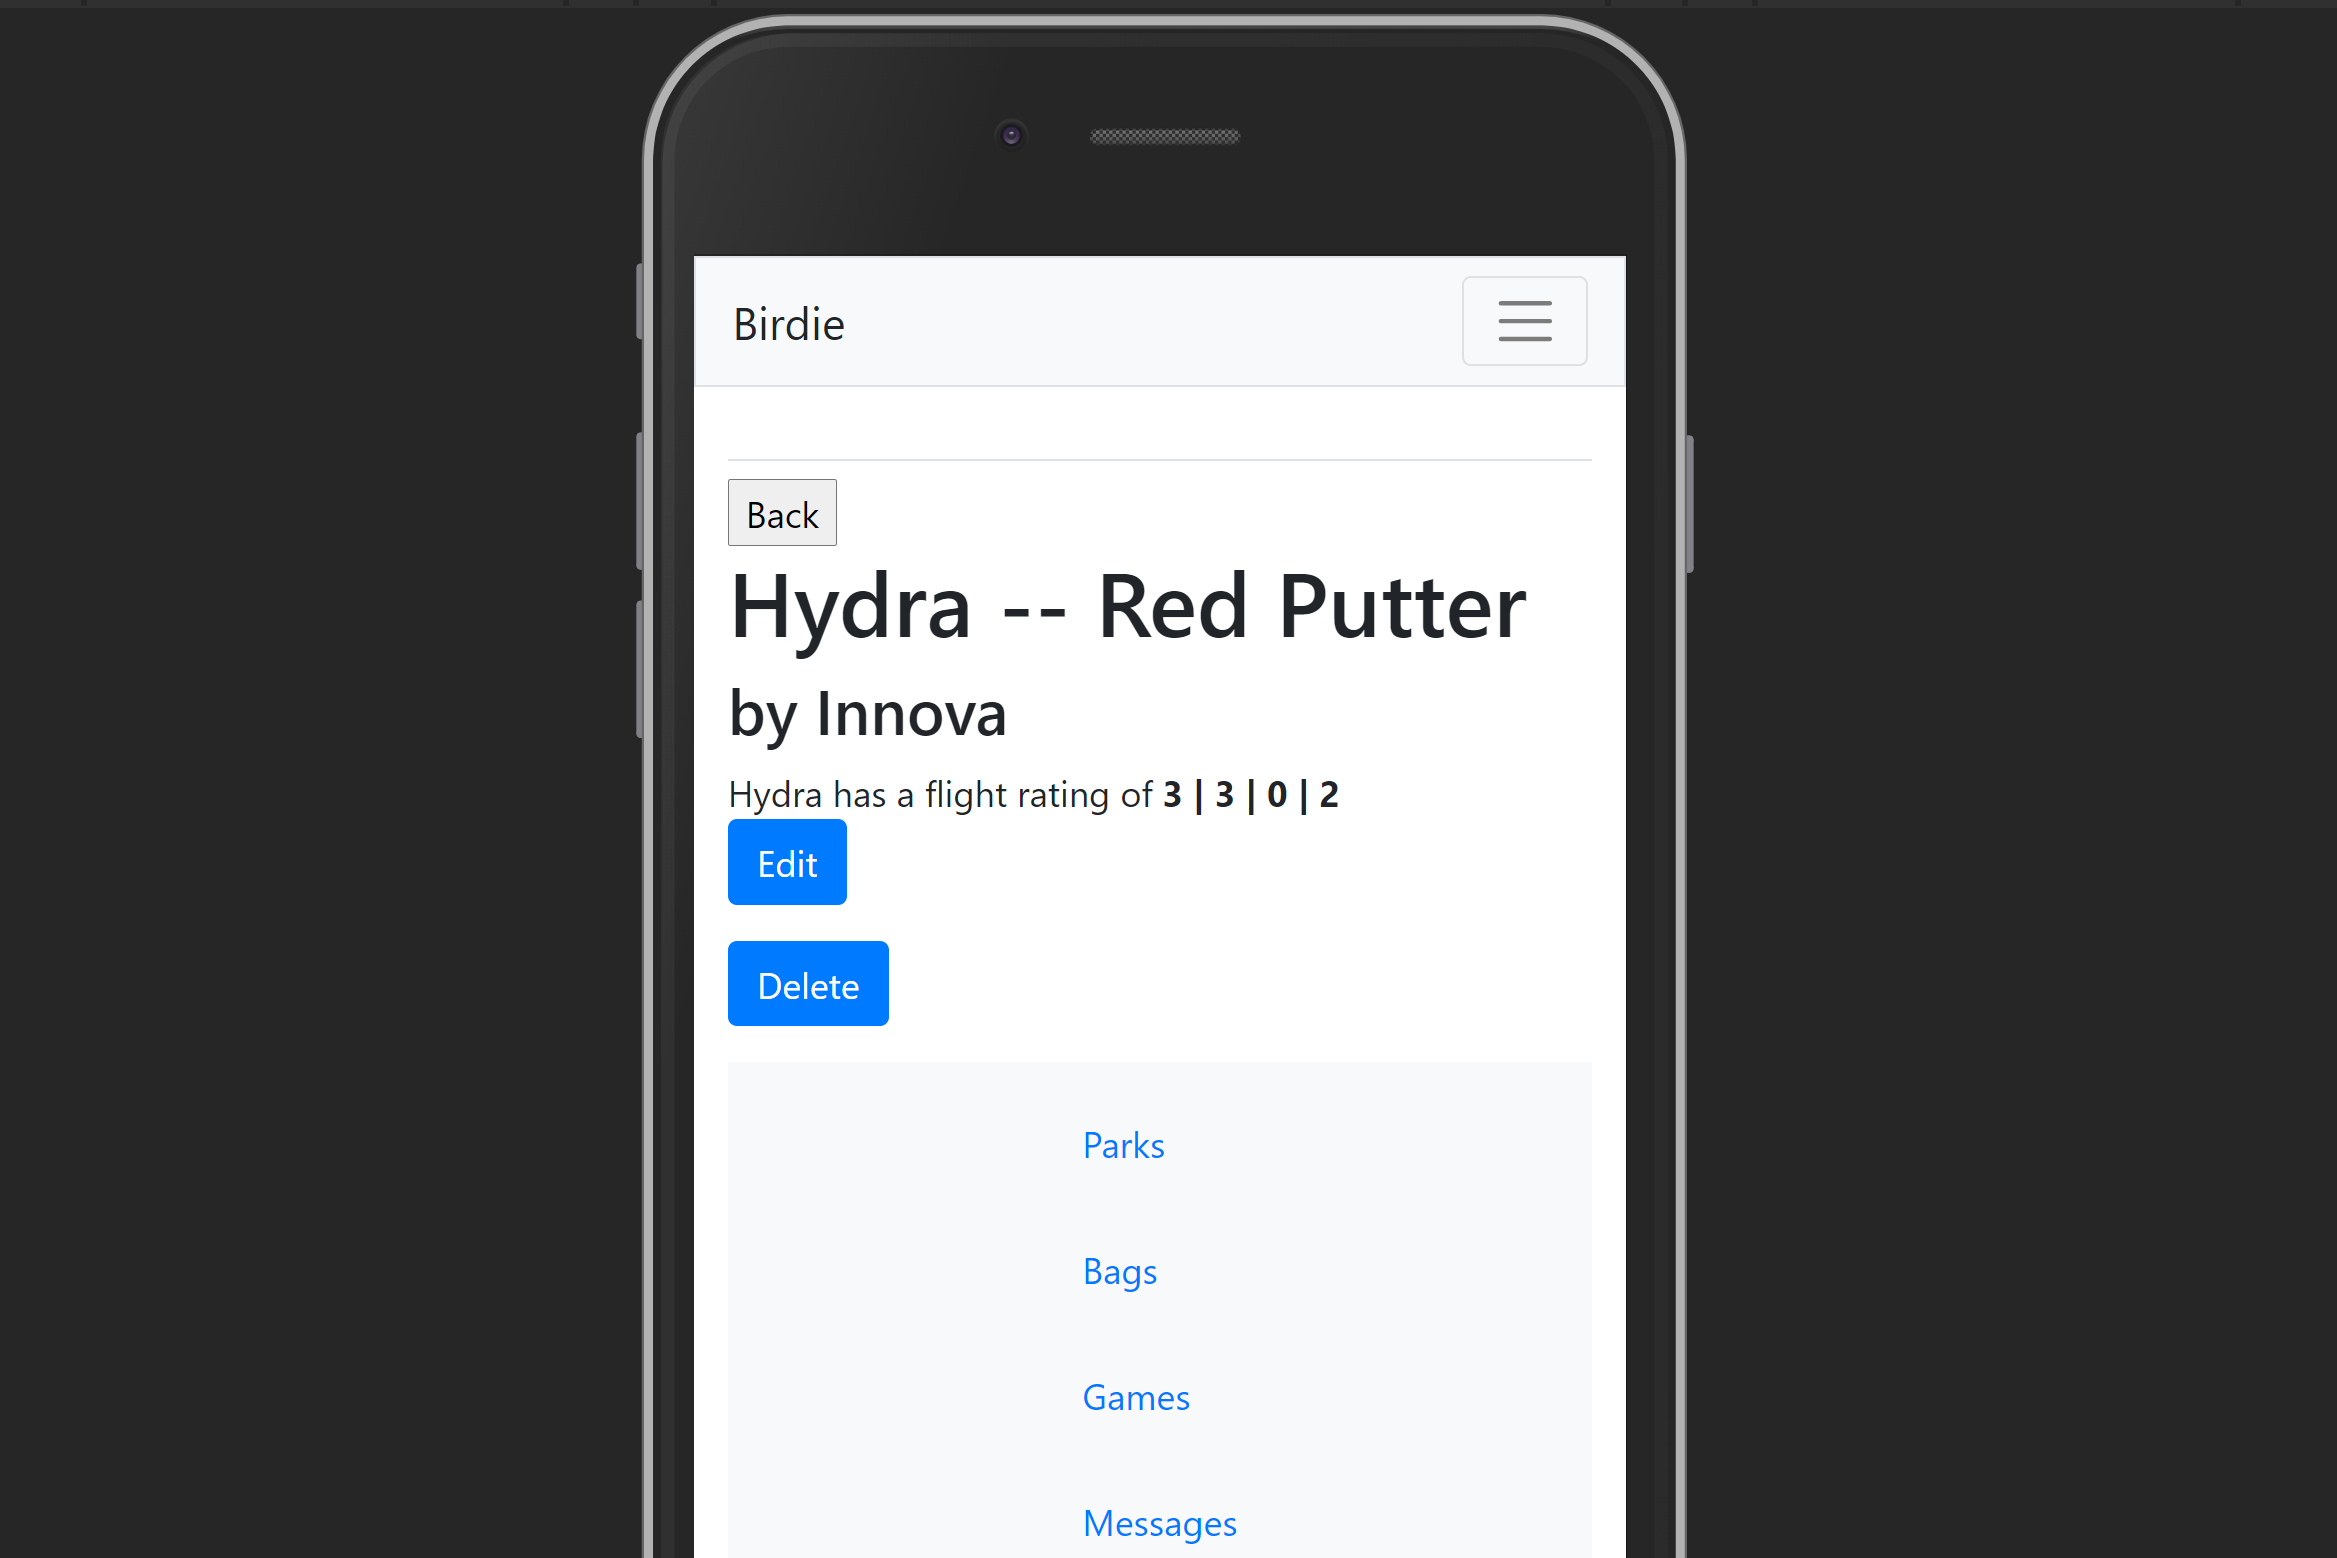 Birdie
Back
Hydra -- Red Putter
by Innova
Hydra has a flight rating of 3 | 3 | 0 | 2
Edit
Delete
Parks
Bags
Games
Messages